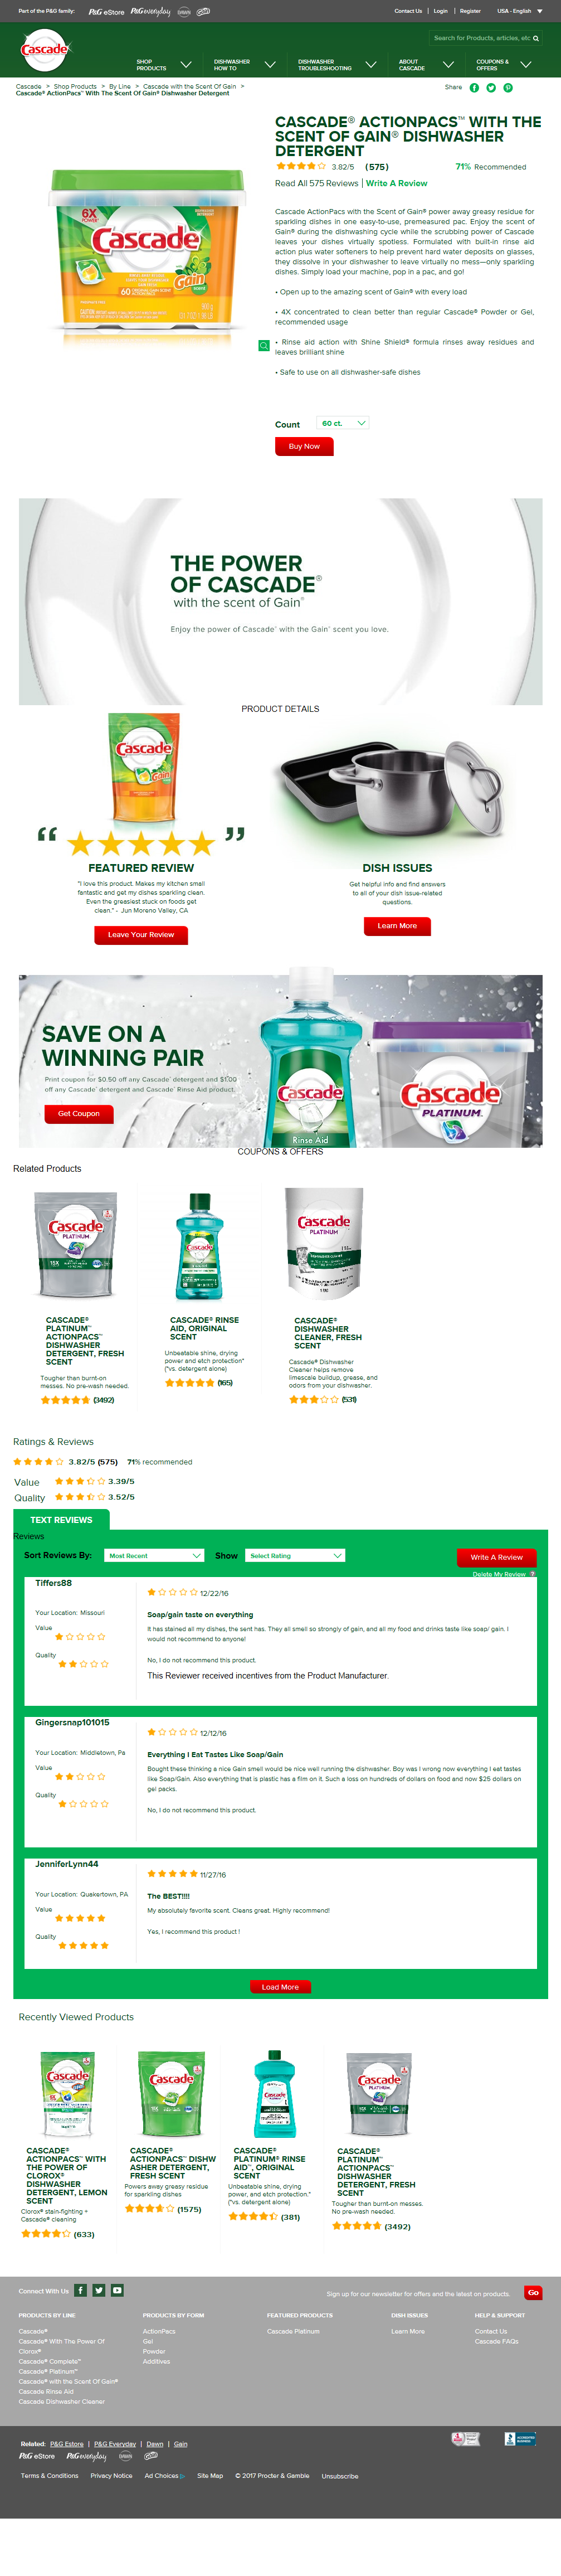 Part of the P&G family:
P&G eStore
P&G everyday
Contact Us | Login | Register
USA - English
Cascade
Search for Products, articles, etc
SHOP
PRODUCTS
DISHWASHER
HOW TO
DISHWASHER
TROUBLESHOOTING
ABOUT
CASCADE
COUPONS &
OFFERS
Cascade > Shop Products > By Line > Cascade with the Scent Of Gain >
Cascade® ActionPacs™ With The Scent Of Gain® Dishwasher Detergent
Share
CASCADE® ACTIONPACS™ WITH THE
SCENT OF GAIN® DISHWASHER
DETERGENT
3.82/5 (575)
71% Recommended
Read All 575 Reviews | Write A Review
6X
POWER
Cascade
Gain
scent
60
Cascade ActionPacs with the Scent of Gain® power away greasy residue for
sparkling dishes in one easy-to-use, premeasured pac. Enjoy the scent of
Gain® during the dishwashing cycle while the scrubbing power of Cascade
leaves your dishes virtually spotless. Formulated with built-in rinse aid
action plus water softeners to help prevent hard water deposits on glasses,
they dissolve in your dishwasher to leave virtually no mess—only sparkling
dishes. Simply load your machine, pop in a pac, and go!
• Open up to the amazing scent of Gain® with every load
• 4X concentrated to clean better than regular Cascade® Powder or Gel,
recommended usage
• Rinse aid action with Shine Shield® formula rinses away residues and
leaves brilliant shine
• Safe to use on all dishwasher-safe dishes
Count
60 ct.
Buy Now
THE POWER
OF CASCADE®
with the scent of Gain®
Enjoy the power of Cascade® with the Gain® scent you love.
PRODUCT DETAILS
Cascade
Gain
“ ”
FEATURED REVIEW
"I love this product. Makes my kitchen small
fantastic and get my dishes sparkling clean.
Even the greasiest stuck on foods get
clean." - Jun Moreno Valley, CA
Leave Your Review
DISH ISSUES
Get helpful info and find answers
to all of your dish issue-related
questions.
Learn More
SAVE ON A
WINNING PAIR
Print coupon for $0.50 off any Cascade® detergent and $1.00
off any Cascade® detergent and Cascade® Rinse Aid product.
Get Coupon
Cascade
Rinse Aid
Cascade
PLATINUM™
COUPONS & OFFERS
Related Products
Cascade
PLATINUM
Cascade
Cascade
PLATINUM
CASCADE®
PLATINUM™
ACTIONPACS™
DISHWASHER
DETERGENT, FRESH
SCENT
Tougher than burnt-on
messes. No pre-wash needed.
(3492)
CASCADE® RINSE
AID, ORIGINAL
SCENT
Unbeatable shine, drying
power and etch protection*
(*vs. detergent alone)
(165)
CASCADE®
DISHWASHER
CLEANER, FRESH
SCENT
Cascade® Dishwasher
Cleaner helps remove
limescale buildup, grease, and
odors from your dishwasher.
(531)
Ratings & Reviews
3.82/5 (575) 71% recommended
Value 3.39/5
Quality 3.52/5
TEXT REVIEWS
Reviews
Sort Reviews By:
Most Recent
Show
Select Rating
Write A Review
Delete My Review ?
Tiffers88
12/22/16
Your Location: Missouri
Value
Quality
Soap/gain taste on everything
It has stained all my dishes, the sent has. They all smell so strongly of gain, and all my food and drinks taste like soap/ gain. I
would not recommend to anyone!
No, I do not recommend this product.
This Reviewer received incentives from the Product Manufacturer.
Gingersnap101015
12/12/16
Your Location: Middletown, Pa
Value
Quality
Everything I Eat Tastes Like Soap/Gain
Bought these thinking a nice Gain smell would be nice well running the dishwasher. Boy was I wrong now everything I eat tastes
like Soap/Gain. Also everything that is plastic has a film on it. Such a loss on hundreds of dollars on food and now $25 dollars on
gel packs.
No, I do not recommend this product.
JenniferLynn44
11/27/16
Your Location: Quakertown, PA
Value
Quality
The BEST!!!!
My absolutely favorite scent. Cleans great. Highly recommend!
Yes, I recommend this product !
Load More
Recently Viewed Products
Cascade
Cascade
Cascade
Cascade
PLATINUM
CASCADE®
ACTIONPACS™ WITH
THE POWER OF
CLOROX®
DISHWASHER
DETERGENT, LEMON
SCENT
Clorox® stain-fighting +
Cascade® cleaning
(633)
CASCADE®
ACTIONPACS™ DISHW
ASHER DETERGENT,
FRESH SCENT
Powers away greasy residue
for sparkling dishes
(1575)
CASCADE®
PLATINUM® RINSE
AID™, ORIGINAL
SCENT
Unbeatable shine, drying
power, and etch protection.*
(*vs. detergent alone)
(381)
CASCADE®
PLATINUM™
ACTIONPACS™
DISHWASHER
DETERGENT, FRESH
SCENT
Tougher than burnt-on messes.
No pre-wash needed.
(3492)
Connect With Us
Sign up for our newsletter for offers and the latest on products.
Go
PRODUCTS BY LINE
Cascade®
Cascade® With The Power Of
Clorox®
Cascade® Complete™
Cascade® Platinum™
Cascade® with the Scent Of Gain®
Cascade Rinse Aid
Cascade Dishwasher Cleaner
PRODUCTS BY FORM
ActionPacs
Gel
Powder
Additives
FEATURED PRODUCTS
Cascade Platinum
DISH ISSUES
Learn More
HELP & SUPPORT
Contact Us
Cascade FAQs
Related: P&G Estore | P&G Everyday | Dawn | Gain
P&G eStore
P&G everyday
ACCREDITED
BUSINESS
Terms & Conditions
Privacy Notice
Ad Choices
Site Map
© 2017 Procter & Gamble
Unsubscribe